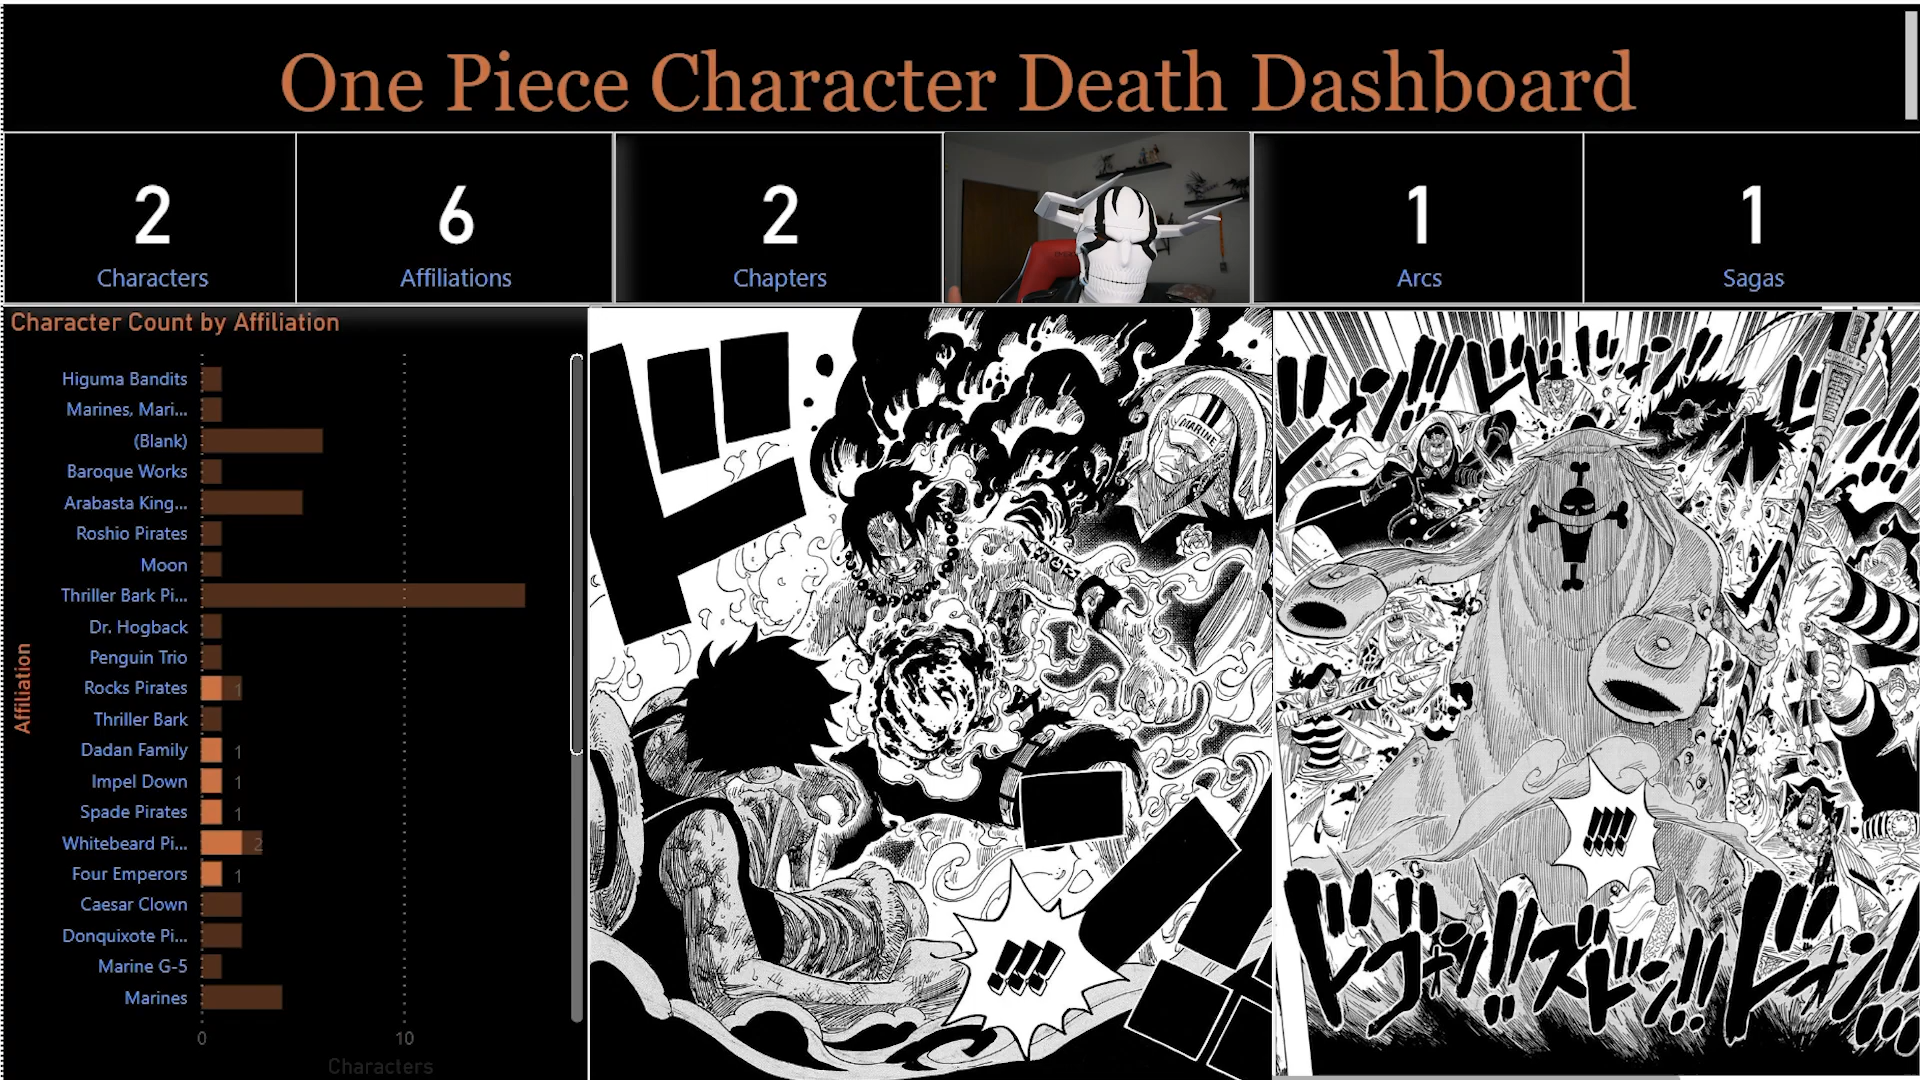 One Piece Character Death Dashboard
2
Characters
6
Affiliations
2
Chapters
1
Arcs
1
Sagas
Character Count by Affiliation
Affiliation
Higuma Bandits
Marines, Mari...
(Blank)
Baroque Works
Arabasta King...
Roshio Pirates
Moon
Thriller Bark Pi...
Dr. Hogback
Penguin Trio
Rocks Pirates 1
Thriller Bark
Dadan Family 1
Impel Down 1
Spade Pirates 1
Whitebeard Pi... 2
Four Emperors 1
Caesar Clown
Donquixote Pi...
Marine G-5
Marines
0 10
Characters
MARINE
!!!
!!!!